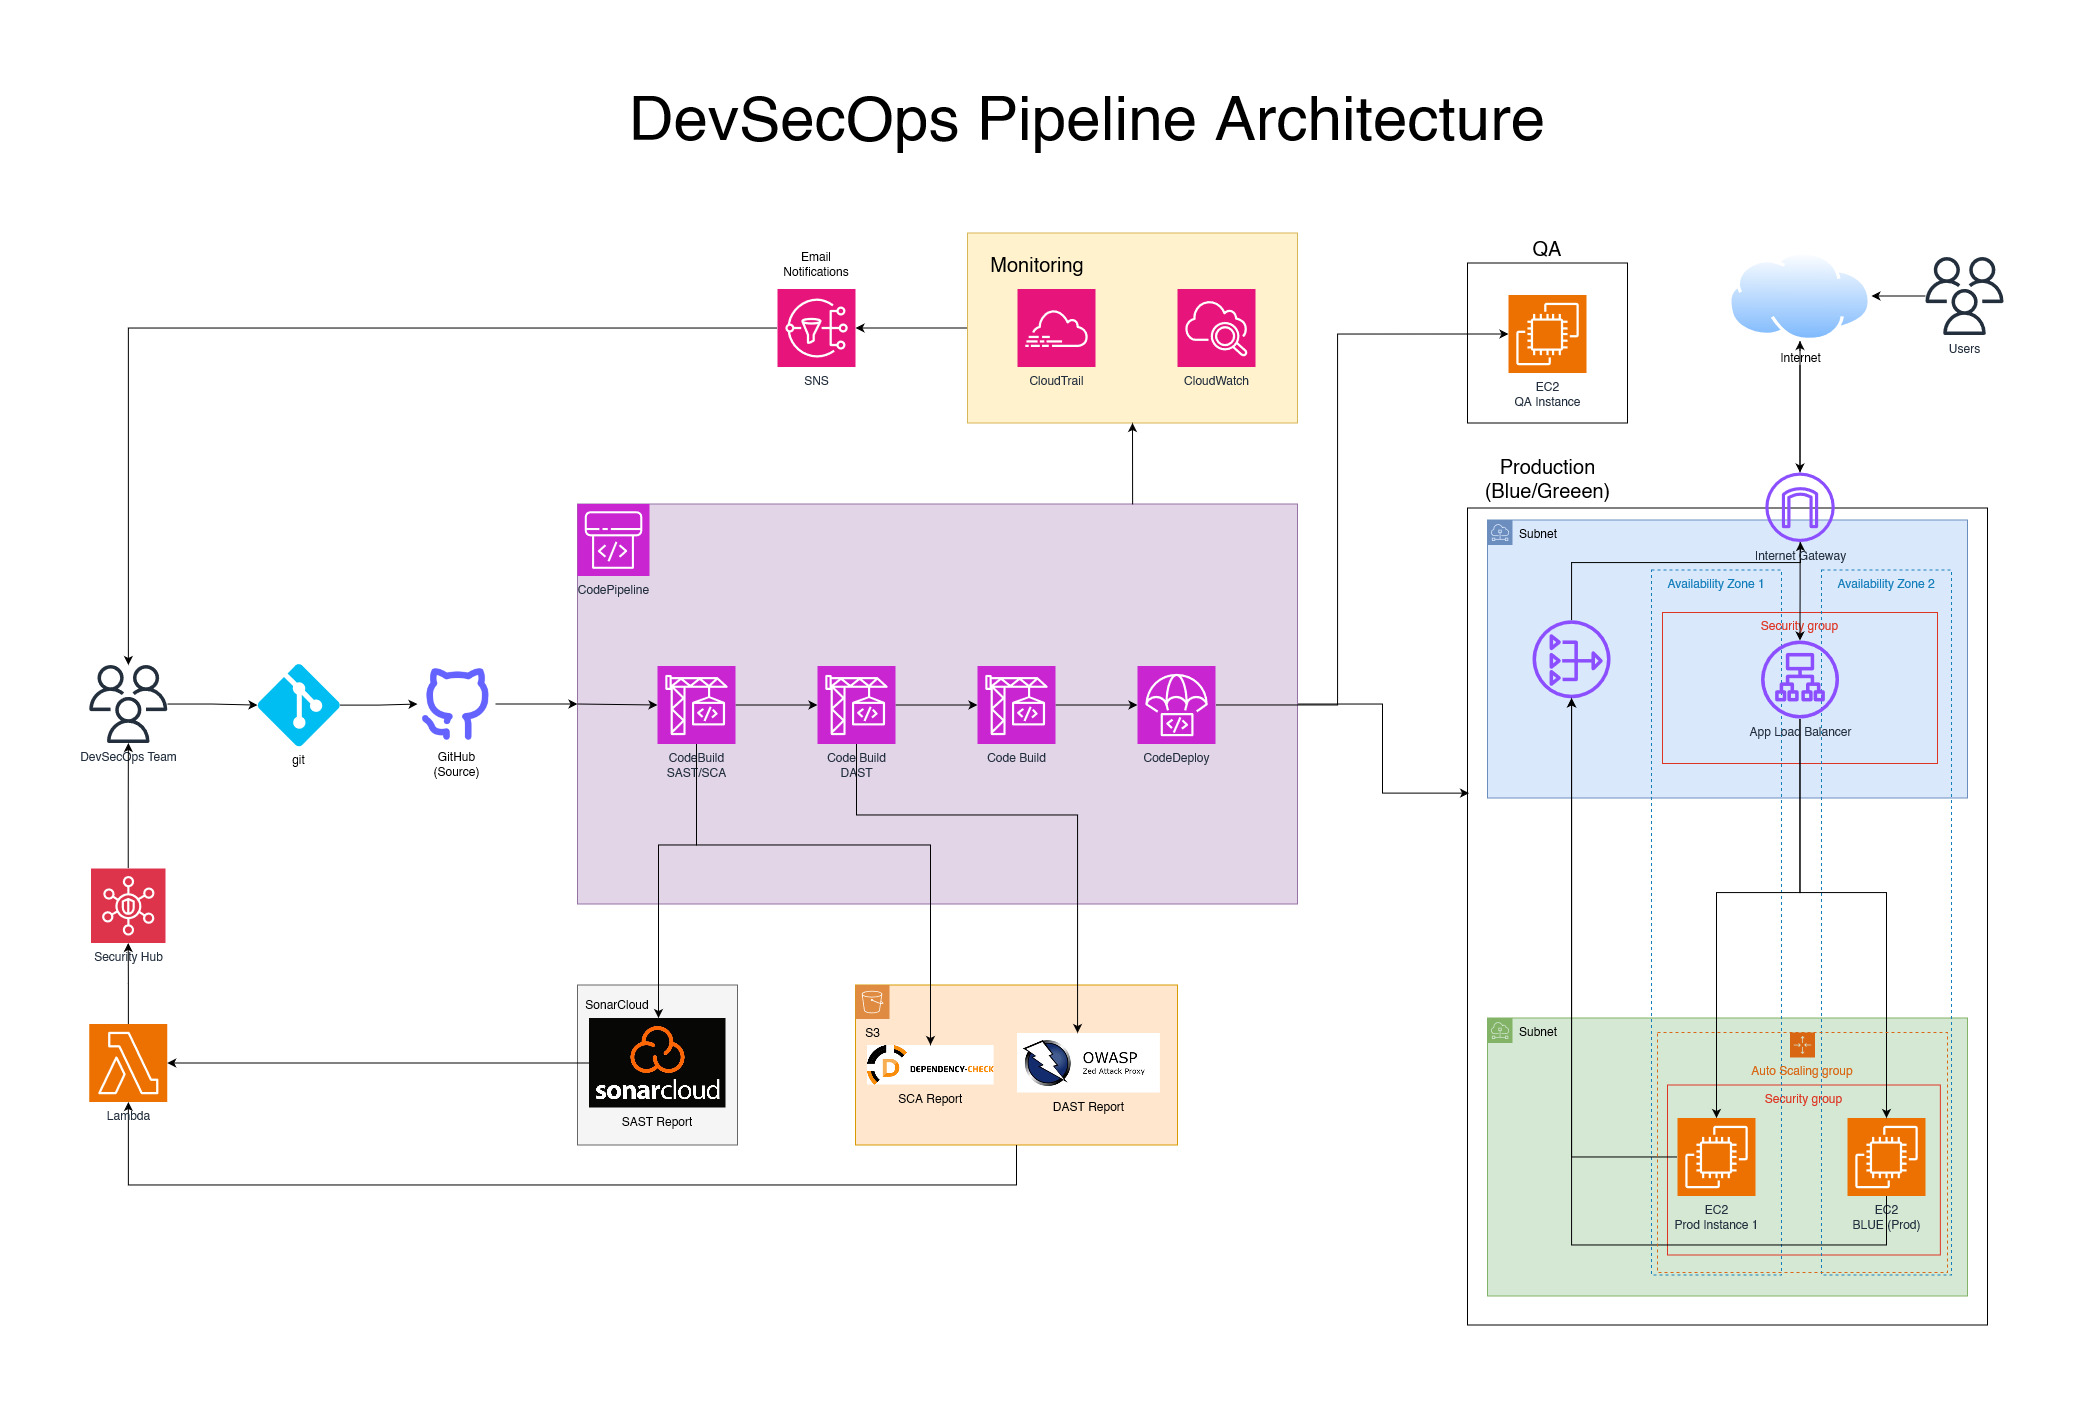 DevSecOps Pipeline Architecture
Email
Notifications
SNS
Monitoring
CloudTrail
CloudWatch
QA
EC2
QA Instance
Internet
Users
Production
(Blue/Greeen)
CodePipeline
Subnet
Internet Gateway
Availability Zone 1
Availability Zone 2
Security group
App Load Balancer
DevSecOps Team
git
GitHub
(Source)
CodeBuild
SAST/SCA
Code Build
DAST
Code Build
CodeDeploy
Security Hub
Lambda
SonarCloud
sonarcloud
SAST Report
S3
DEPENDENCY-CHECK
SCA Report
OWASP
Zed Attack Proxy
DAST Report
Subnet
Auto Scaling group
Security group
EC2
Prod Instance 1
EC2
BLUE (Prod)